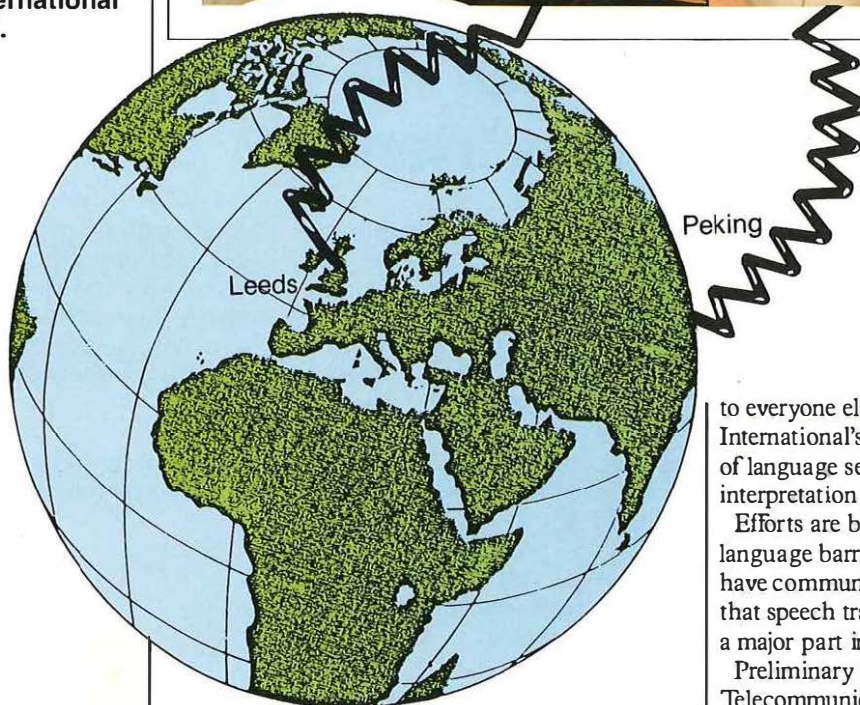 ernational
.
Leeds
Peking
to everyone el
International's
of language se
interpretation
Efforts are b
language barr
have commun
that speech tra
a major part in
Preliminary
Telecommunic